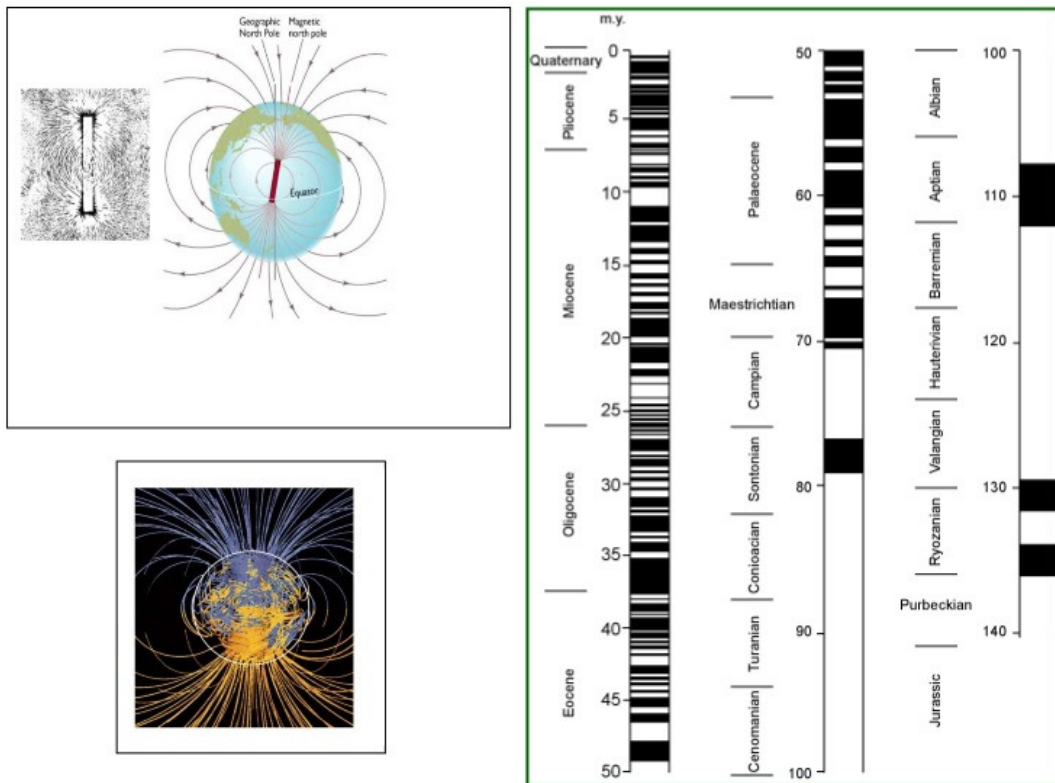 Geographic Magnetic
North Pole north pole
Equator
m.y.
0
5
10
15
20
25
30
35
40
45
50
Quaternary
Pliocene
Miocene
Oligocene
Eocene
50
60
70
80
90
100
Palaeocene
Maestrichtian
Campian
Sontonian
Conioacian
Turanian
Cenomanian
100
110
120
130
140
Albian
Aptian
Barremian
Hauterivian
Valangian
Ryozanian
Purbeckian
Jurassic